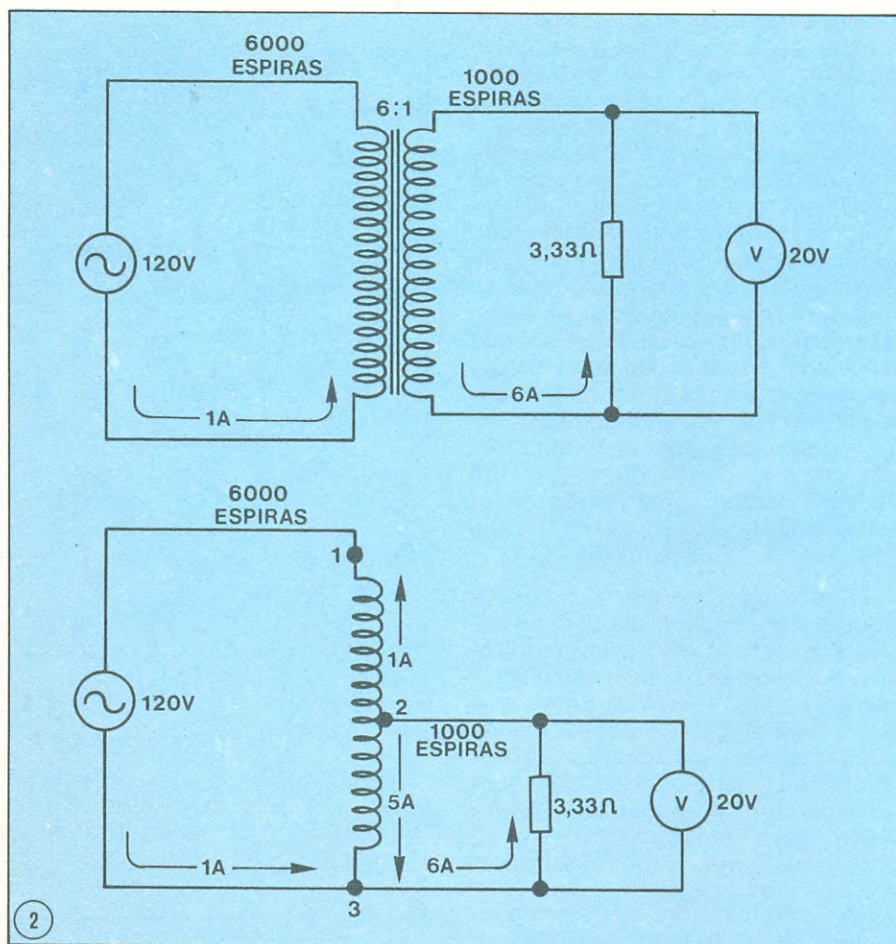 6000
ESPIRAS
1000
ESPIRAS
6:1
120V
3,33Ω
V
20V
1A
6A
6000
ESPIRAS
1
1A
120V
2
1000
ESPIRAS
5A
3,33Ω
V
20V
1A
6A
3
2